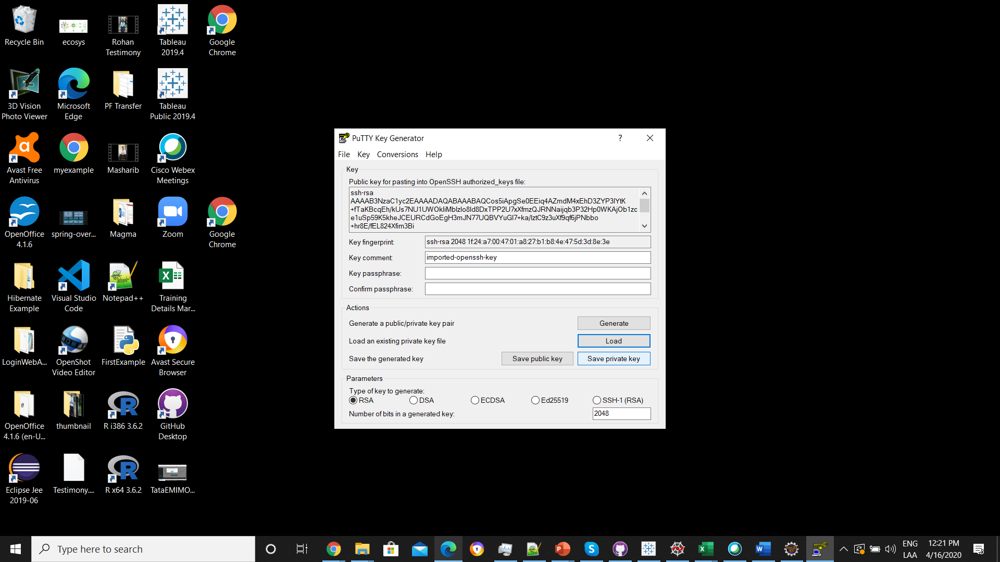 Recycle Bin
ecosys
Rohan
Testimony
Tableau
2019.4
Google
Chrome
3D Vision
Photo Viewer
Microsoft
Edge
PF Transfer
Tableau
Public 2019.4
Avast Free
Antivirus
myexample
Masharib
Cisco Webex
Meetings
OpenOffice
4.1.6
spring-over...
Magma
Zoom
Google
Chrome
Hibernate
Example
Visual Studio
Code
Notepad++
Training
Details Mar...
LoginWebA...
OpenShot
Video Editor
FirstExample
Avast Secure
Browser
OpenOffice
4.1.6 (en-U...
thumbnail
R i386 3.6.2
GitHub
Desktop
Eclipse Jee
2019-06
Testimony....
R x64 3.6.2
TataEMIMO...
PuTTY Key Generator
?
File Key Conversions Help
Key
Public key for pasting into OpenSSH authorized_keys file:
ssh-rsa
AAAAB3NzaC1yc2EAAAADAQABAAABAQCos5iApgSe0EEiq4AZmdM4xEhD3ZYP3IYtK
+fTaKBcqEh/kUs7NU1UWOkIiMbIzlo8Id8DxTPP2U7xXfmzQJRNNaijqb3P32Hp0WKAjOb1zc
e1uSp59K5kheJCEURCdGoEgH3mJN77UQBVYuGl7+ka/IztC9z3uXf9qf6jPNbbo
+hr8E/fEL824Xfim3Bi
Key fingerprint: ssh-rsa 2048 1f:24:a7:00:47:01:a8:27:b1:b8:4e:47:5d:3d:8e:3e
Key comment: imported-openssh-key
Key passphrase:
Confirm passphrase:
Actions
Generate a public/private key pair Generate
Load an existing private key file Load
Save the generated key Save public key Save private key
Parameters
Type of key to generate:
RSA DSA ECDSA Ed25519 SSH-1 (RSA)
Number of bits in a generated key: 2048
Type here to search
ENG
LAA
12:21 PM
4/16/2020